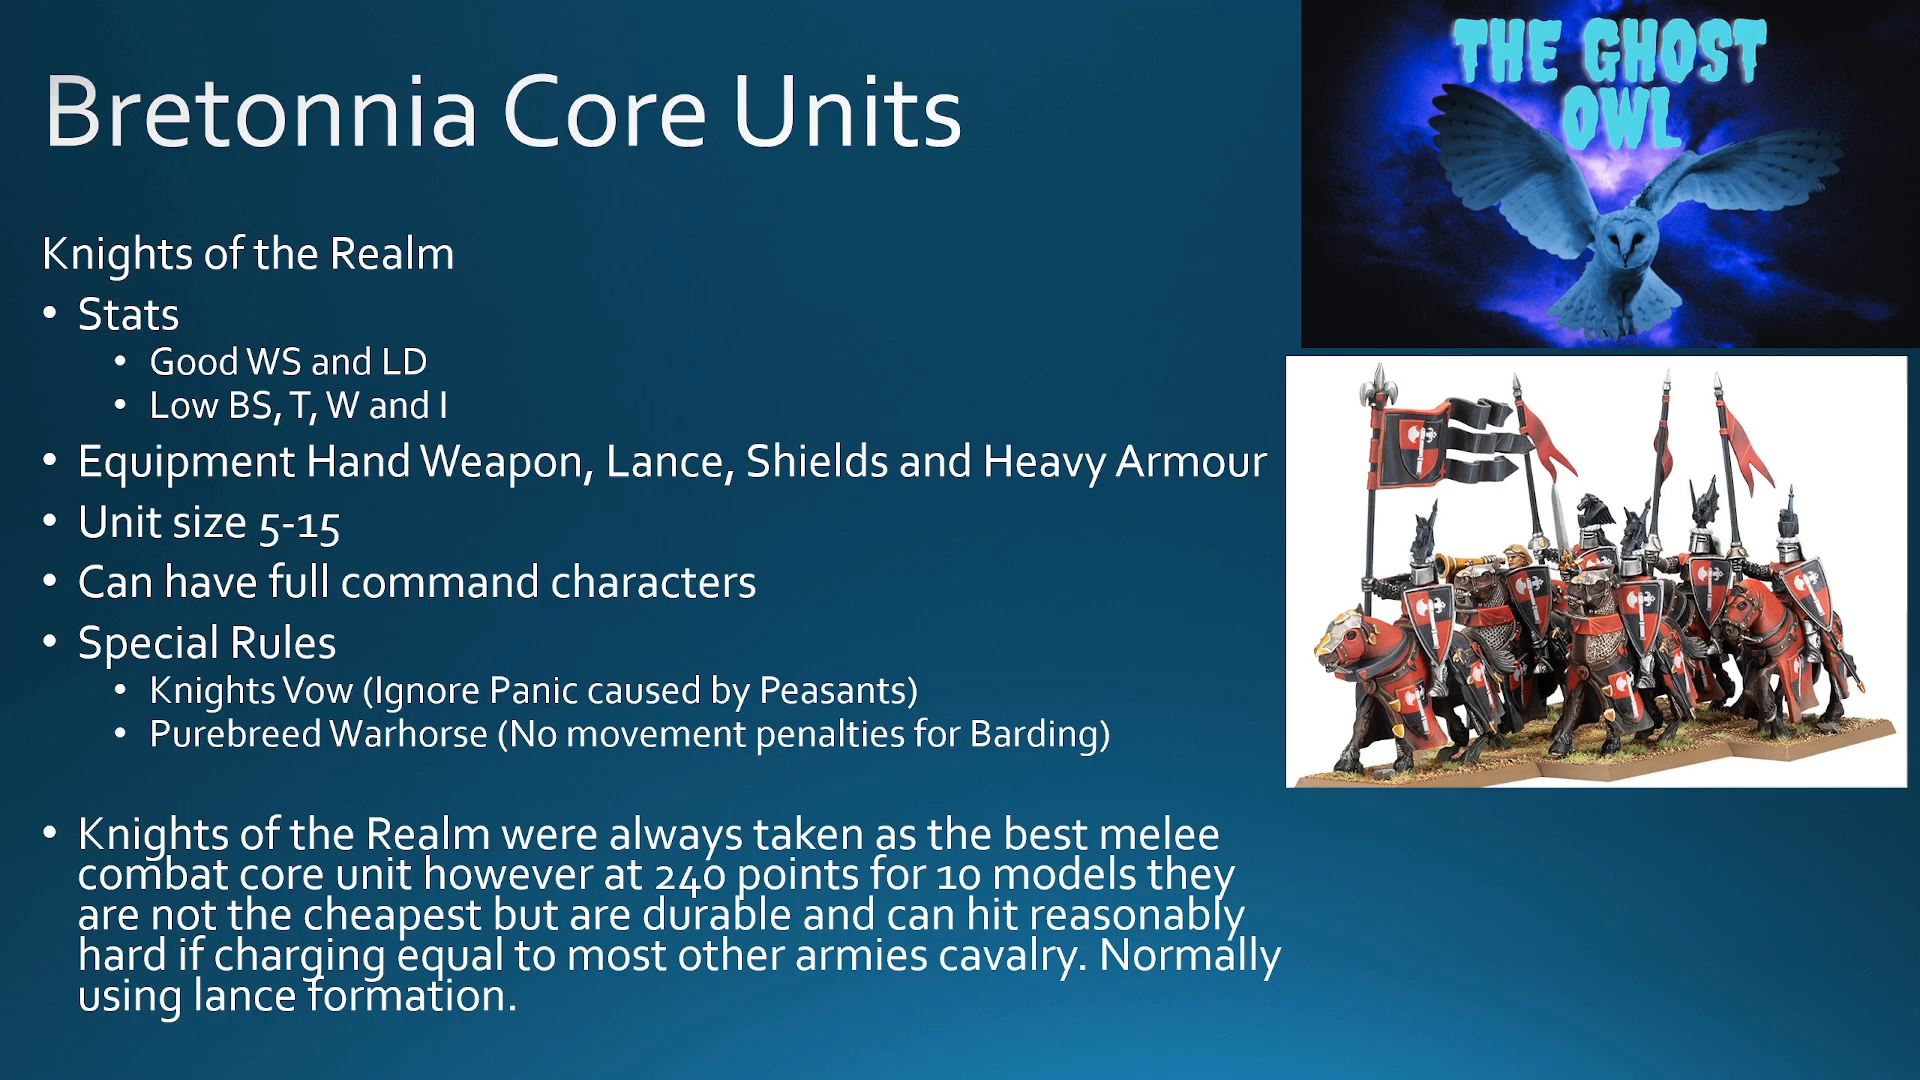 Bretonnia Core Units
THE GHOST
OWL
Knights of the Realm
• Stats
• Good WS and LD
• Low BS, T, W and I
• Equipment Hand Weapon, Lance, Shields and Heavy Armour
• Unit size 5-15
• Can have full command characters
• Special Rules
• Knights Vow (Ignore Panic caused by Peasants)
• Purebreed Warhorse (No movement penalties for Barding)
• Knights of the Realm were always taken as the best melee
combat core unit however at 240 points for 10 models they
are not the cheapest but are durable and can hit reasonably
hard if charging equal to most other armies cavalry. Normally
using lance formation.